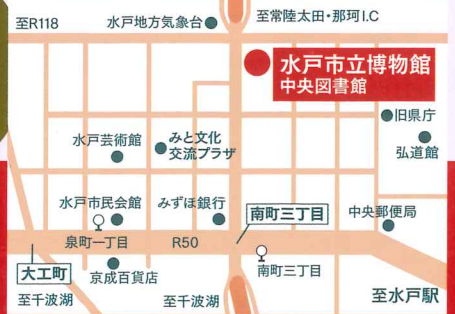 至R118
水戸地方気象台
至常陸太田・那珂I.C
水戸市立博物館
中央図書館
旧県庁
弘道館
水戸芸術館
みと文化
交流プラザ
水戸市民会館
みずほ銀行
南町三丁目
中央郵便局
泉町一丁目
R50
大工町
京成百貨店
南町三丁目
至千波湖
至千波湖
至水戸駅